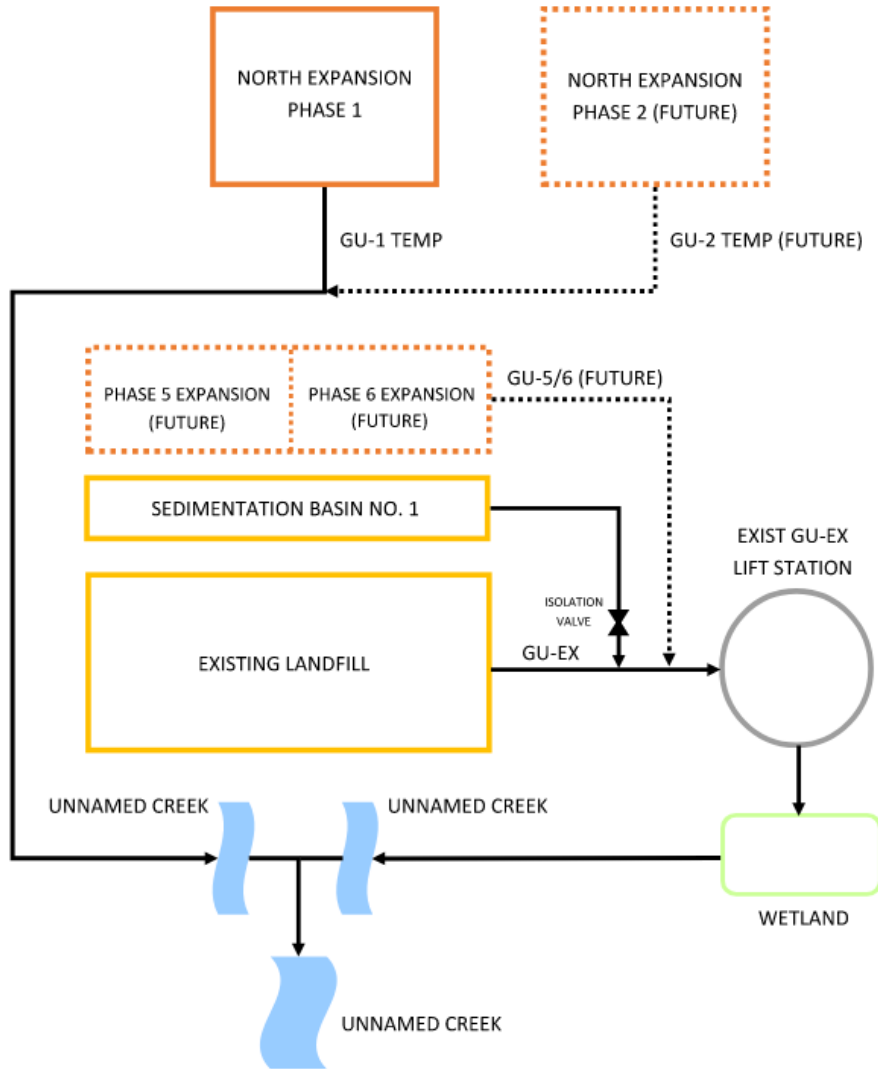 NORTH EXPANSION
PHASE 1
NORTH EXPANSION
PHASE 2 (FUTURE)
GU-1 TEMP
GU-2 TEMP (FUTURE)
PHASE 5 EXPANSION
(FUTURE)
PHASE 6 EXPANSION
(FUTURE)
GU-5/6 (FUTURE)
SEDIMENTATION BASIN NO. 1
EXIST GU-EX
LIFT STATION
ISOLATION
VALVE
GU-EX
EXISTING LANDFILL
UNNAMED CREEK
UNNAMED CREEK
WETLAND
UNNAMED CREEK